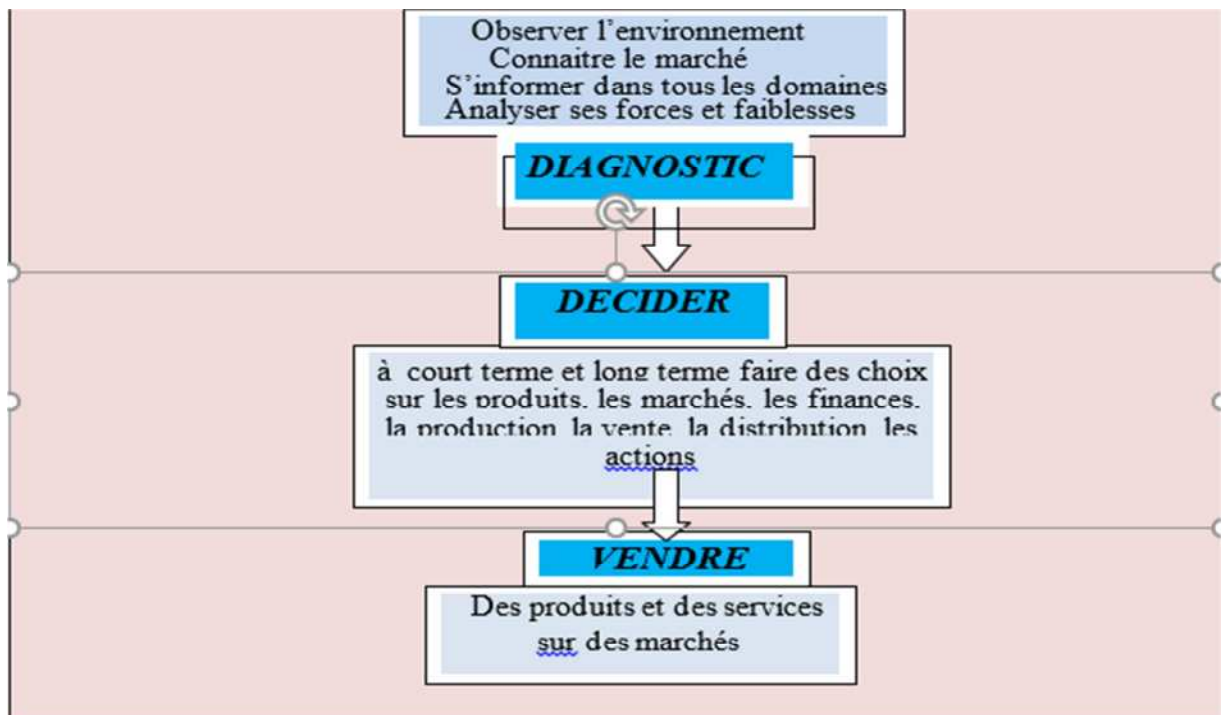 Observer l'environnement
Connaitre le marché
S'informer dans tous les domaines
Analyser ses forces et faiblesses
DIAGNOSTIC
DECIDER
à court terme et long terme faire des choix
sur les produits, les marchés, les finances,
la production, la vente, la distribution, les
actions
VENDRE
Des produits et des services
sur des marchés